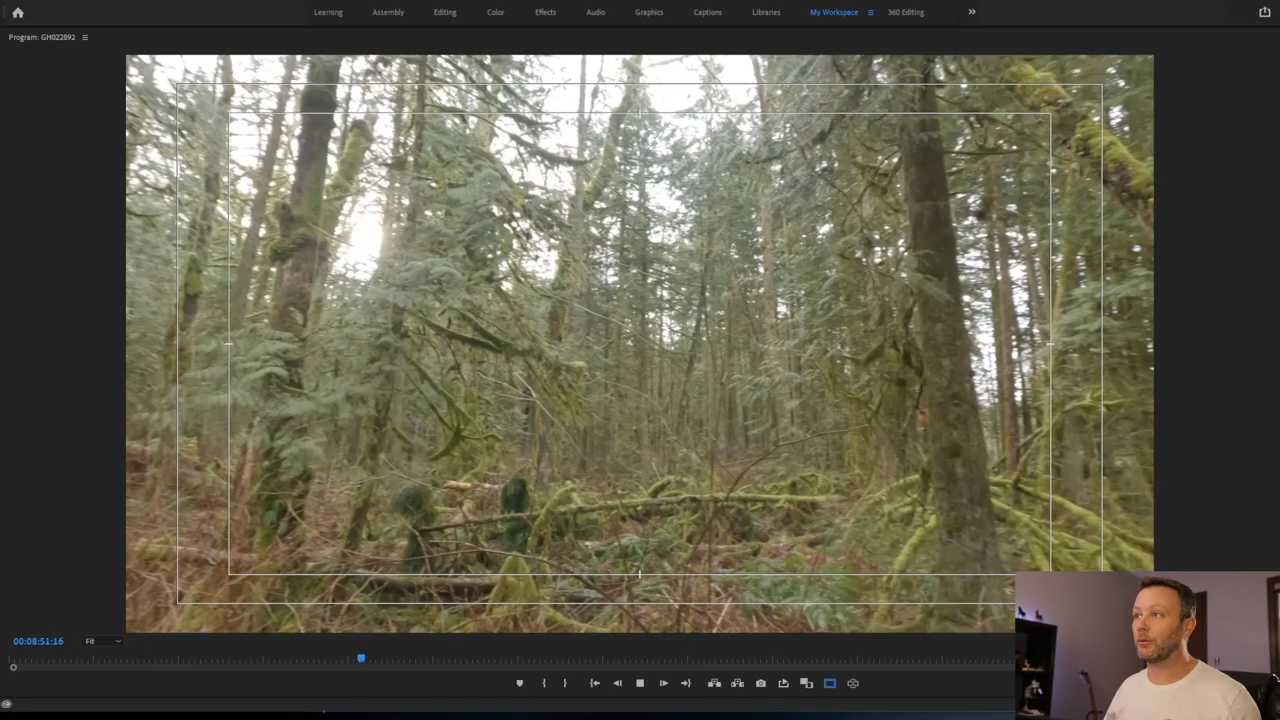 Learning Assembly Editing Color Effects Audio Graphics Captions Libraries My Workspace 360 Editing
Program: GH022892
00:08:51:16 Fit